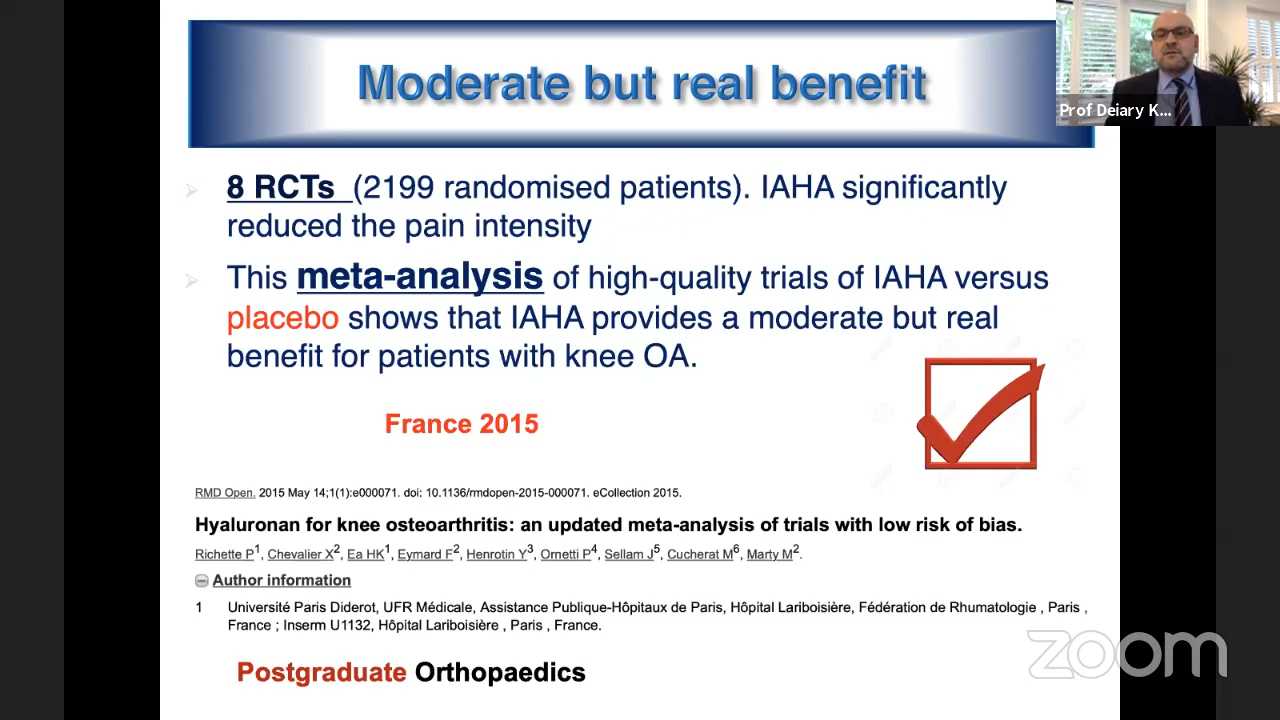 Moderate but real benefit
Prof Deiary K...
8 RCTs (2199 randomised patients). IAHA significantly
reduced the pain intensity
This meta-analysis of high-quality trials of IAHA versus
placebo shows that IAHA provides a moderate but real
benefit for patients with knee OA.
France 2015
RMD Open. 2015 May 14;1(1):e000071. doi: 10.1136/rmdopen-2015-000071. eCollection 2015.
Hyaluronan for knee osteoarthritis: an updated meta-analysis of trials with low risk of bias.
Richette P1, Chevalier X2, Ea HK1, Eymard F2, Henrotin Y3, Ornetti P4, Sellam J5, Cucherat M6, Marty M2.
Author information
1 Université Paris Diderot, UFR Médicale, Assistance Publique-Hôpitaux de Paris, Hôpital Lariboisière, Fédération de Rhumatologie , Paris ,
France ; Inserm U1132, Hôpital Lariboisière , Paris , France.
zoom
Postgraduate Orthopaedics